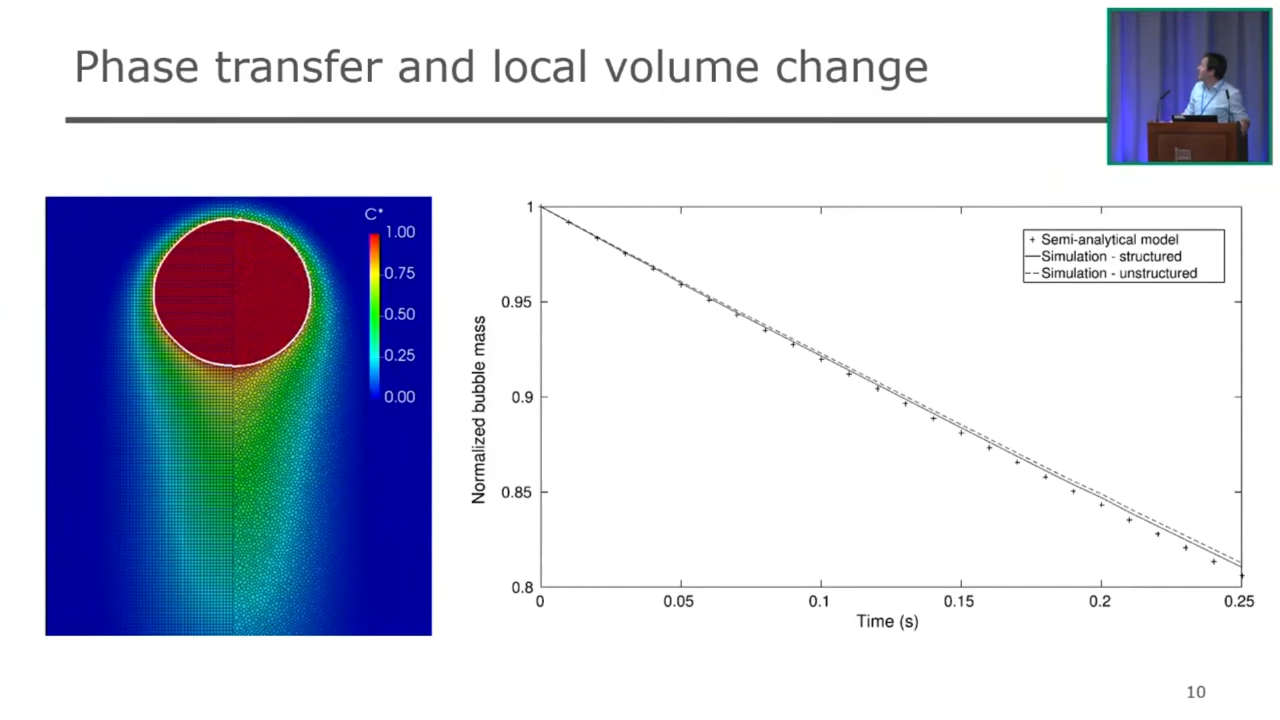 Phase transfer and local volume change
C*
1.00
0.75
0.50
0.25
0.00
Normalized bubble mass
1
0.95
0.9
0.85
0.8
+ Semi-analytical model
Simulation - structured
Simulation - unstructured
0 0.05 0.1 0.15 0.2 0.25
Time (s)
10